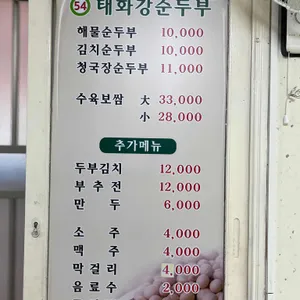 54 태화강순두부
해물순두부 10,000
김치순두부 10,000
청국장순두부 11,000
수육보쌈 大 33,000
小 28,000
추가메뉴
두부김치 12,000
부추전 12,000
만두 6,000
소주 4,000
맥주 4,000
막걸리 4,000
음료수 2,000